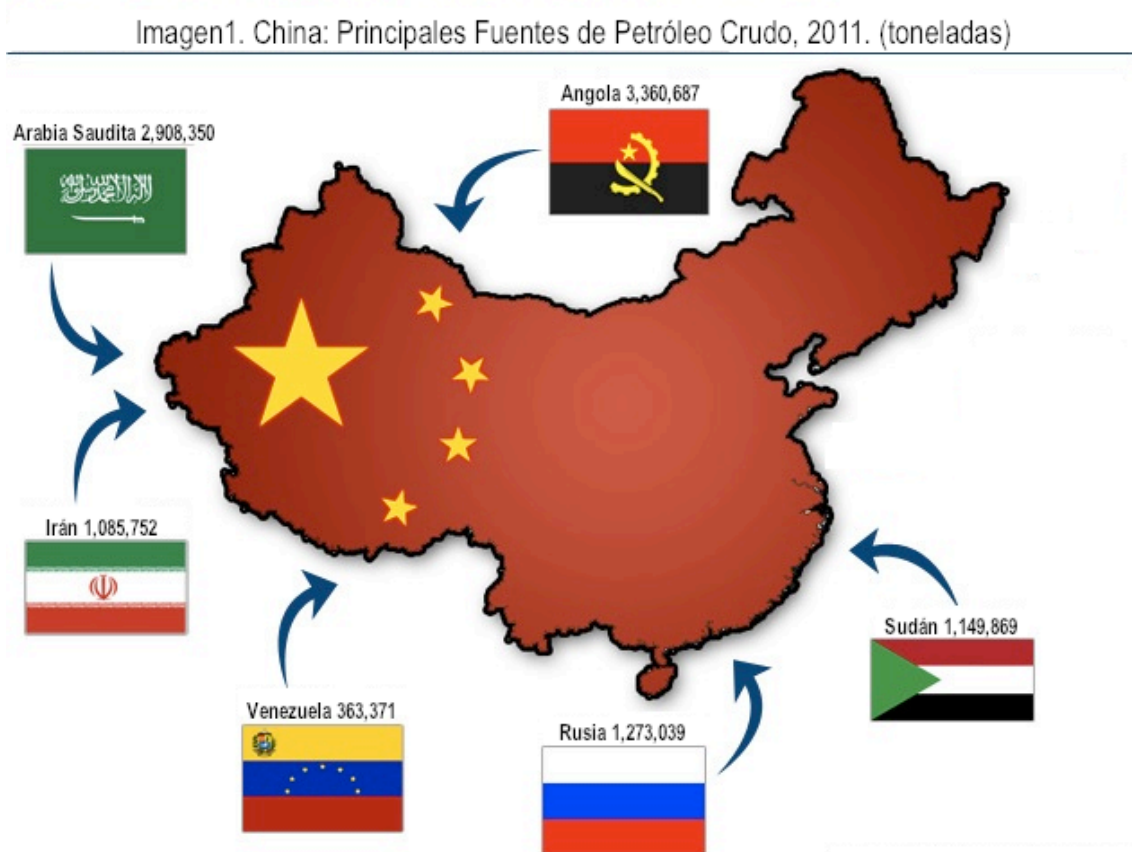 Imagen1. China: Principales Fuentes de Petróleo Crudo, 2011. (toneladas)
Angola 3,360,687
Arabia Saudita 2,908,350
Irán 1,085,752
Sudán 1,149,869
Venezuela 363,371
Rusia 1,273,039